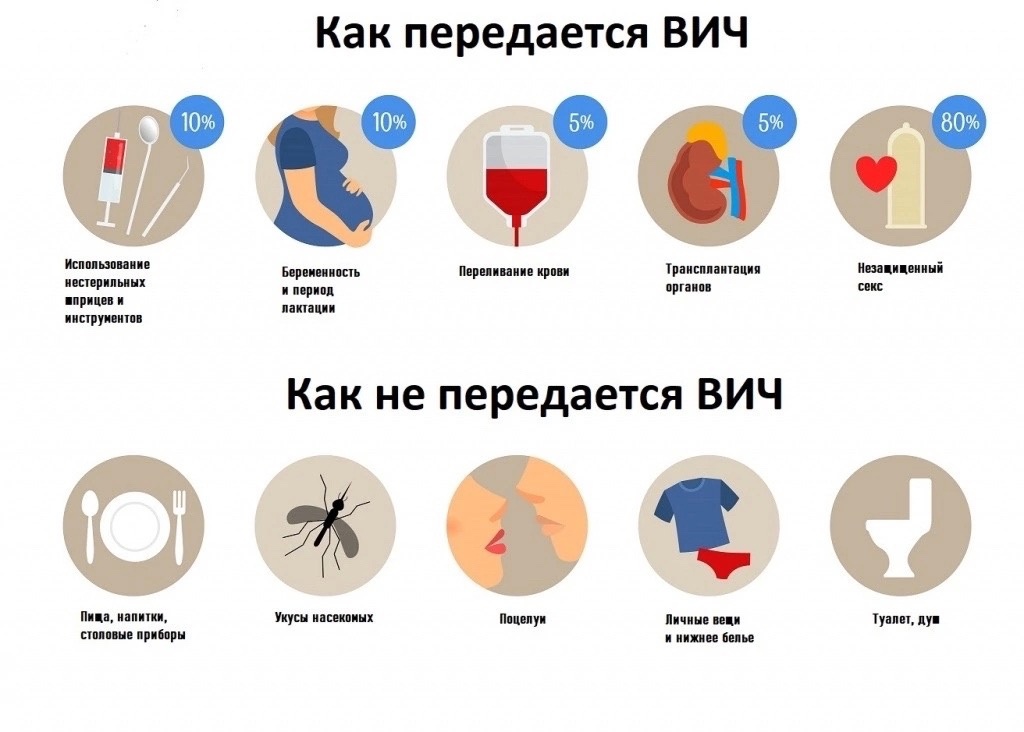 Как передается ВИЧ
10%
10%
5%
5%
80%
Использование
нестерильных
шприцев и
инструментов
Беременность
и период
лактации
Переливание крови
Трансплантация
органов
Незащищенный
секс
Как не передается ВИЧ
Пища, напитки,
столовые приборы
Укусы насекомых
Поцелуи
Личные вещи
и нижнее белье
Туалет, душ